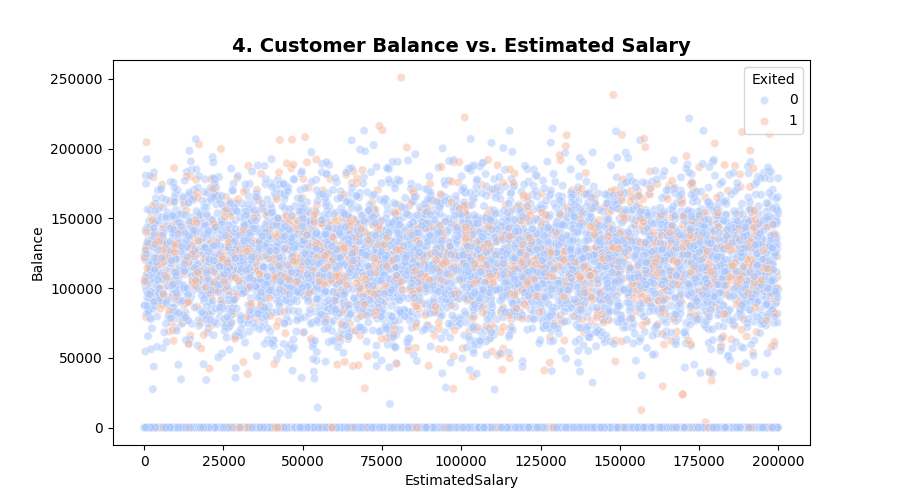 4. Customer Balance vs. Estimated Salary
Exited
0
1
250000
200000
150000
100000
50000
0
Balance
0 25000 50000 75000 100000 125000 150000 175000 200000
EstimatedSalary